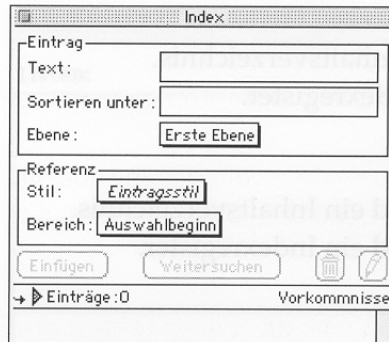 Index
Eintrag
Text:
Sortieren unter:
Ebene: Erste Ebene
Referenz
Stil: Eintragsstil
Bereich: Auswahlbeginn
Einfügen Weitersuchen
Einträge:0 Vorkommnisse